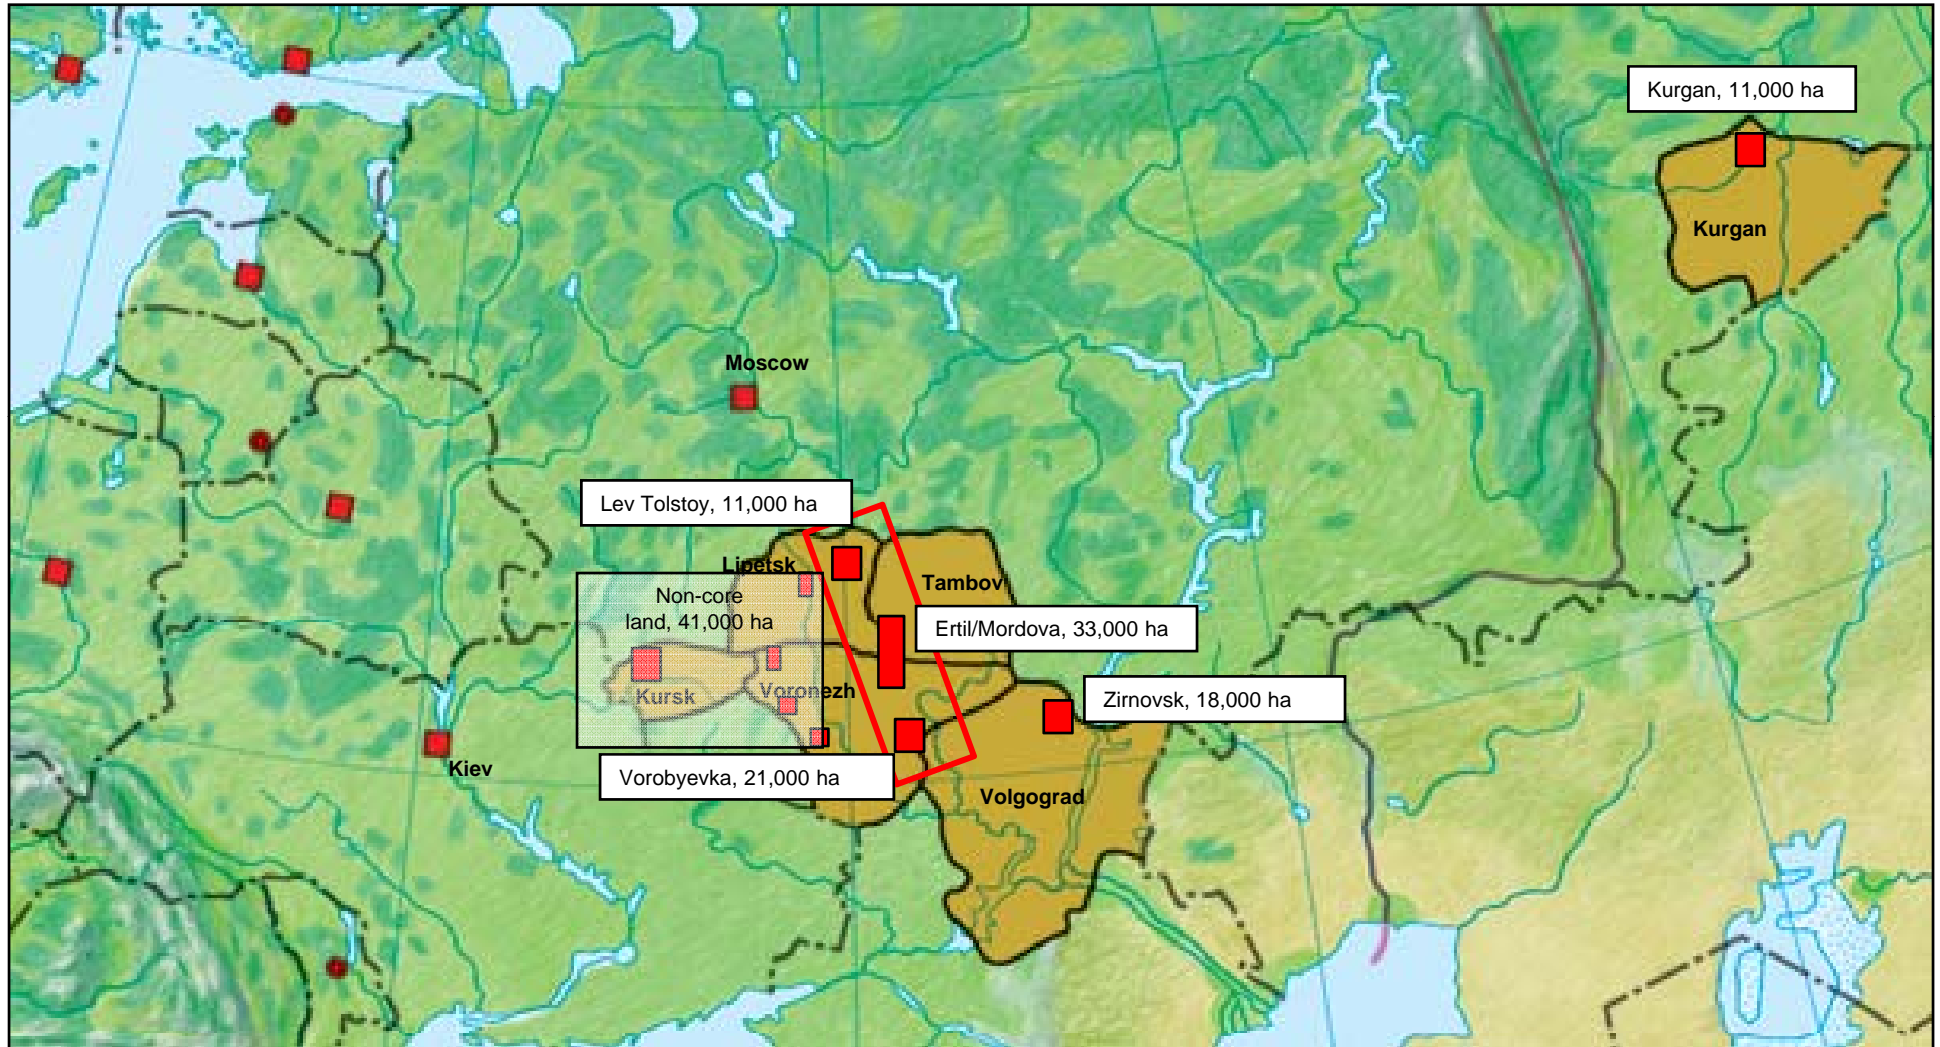 Kurgan, 11,000 ha
Kurgan
Moscow
Lev Tolstoy, 11,000 ha
Lipetsk
Tambov
Non-core
land, 41,000 ha
Ertil/Mordova, 33,000 ha
Kursk
Voronezh
Zirnovsk, 18,000 ha
Kiev
Vorobyevka, 21,000 ha
Volgograd